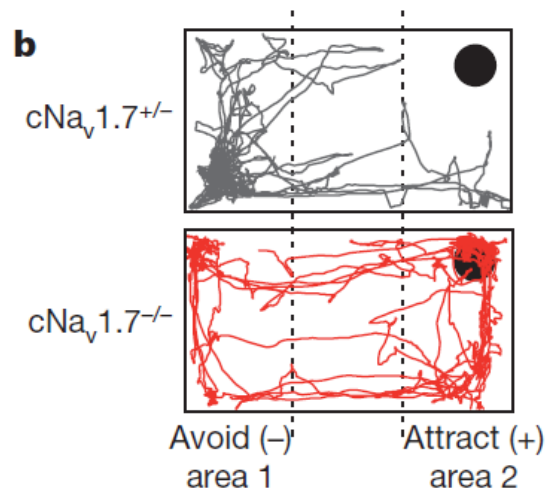 b
cNav1.7+/–
cNav1.7–/–
Avoid (–) Attract (+)
area 1 area 2